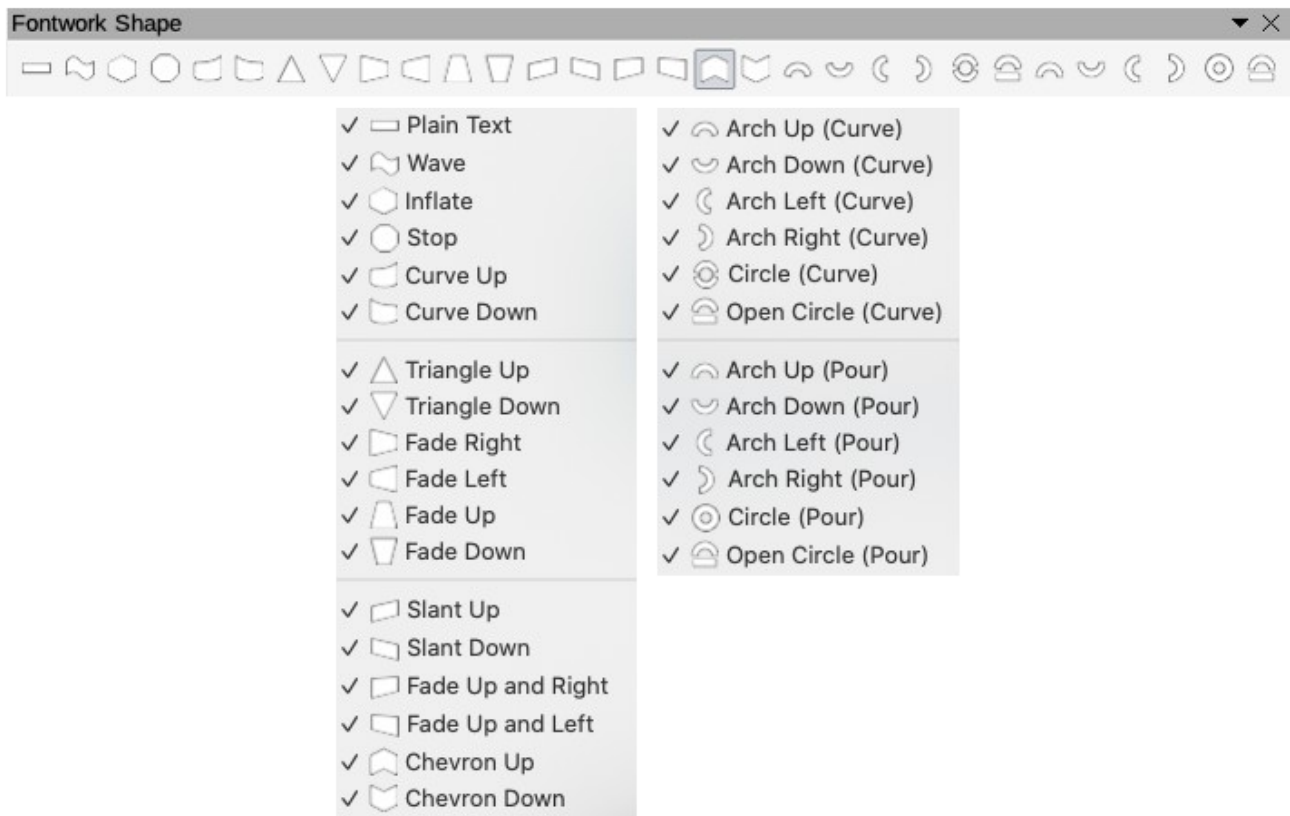 Fontwork Shape
Plain Text
Wave
Inflate
Stop
Curve Up
Curve Down
Triangle Up
Triangle Down
Fade Right
Fade Left
Fade Up
Fade Down
Slant Up
Slant Down
Fade Up and Right
Fade Up and Left
Chevron Up
Chevron Down
Arch Up (Curve)
Arch Down (Curve)
Arch Left (Curve)
Arch Right (Curve)
Circle (Curve)
Open Circle (Curve)
Arch Up (Pour)
Arch Down (Pour)
Arch Left (Pour)
Arch Right (Pour)
Circle (Pour)
Open Circle (Pour)